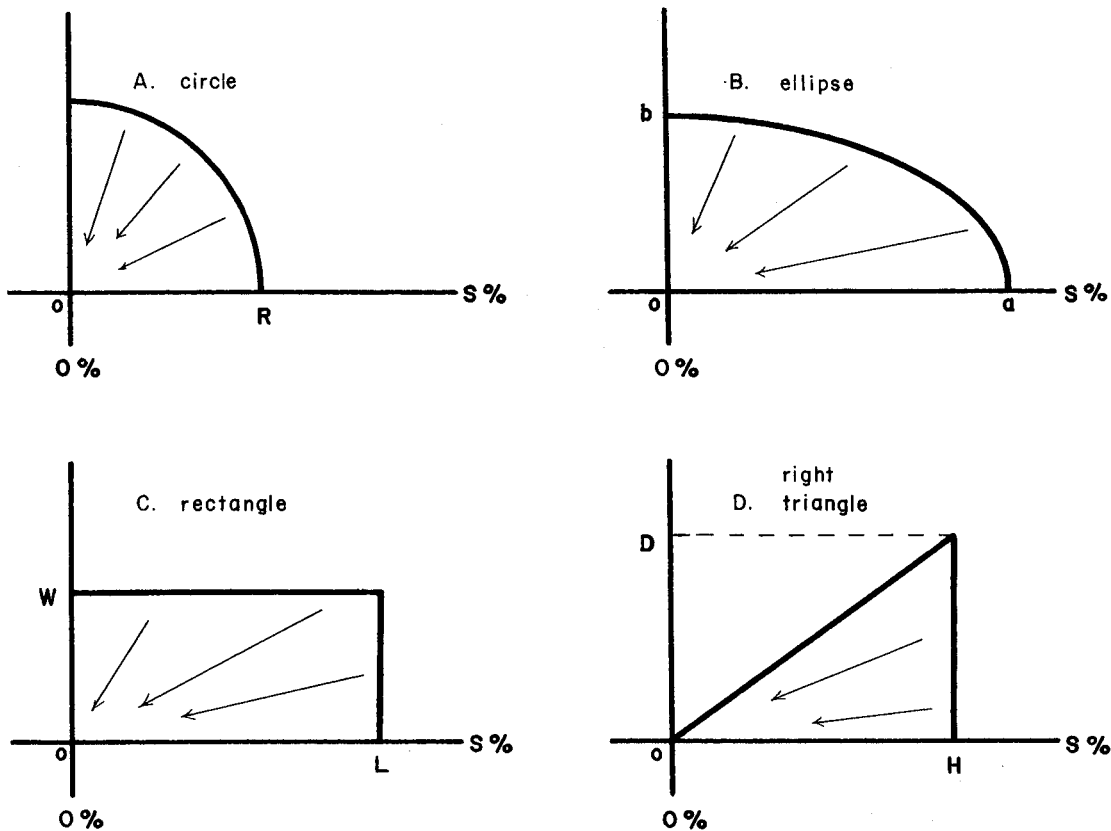 A. circle
o
R
S%
O%
B. ellipse
b
o
a
S%
O%
C. rectangle
W
o
L
S%
O%
right
D. triangle
D
o
H
S%
O%